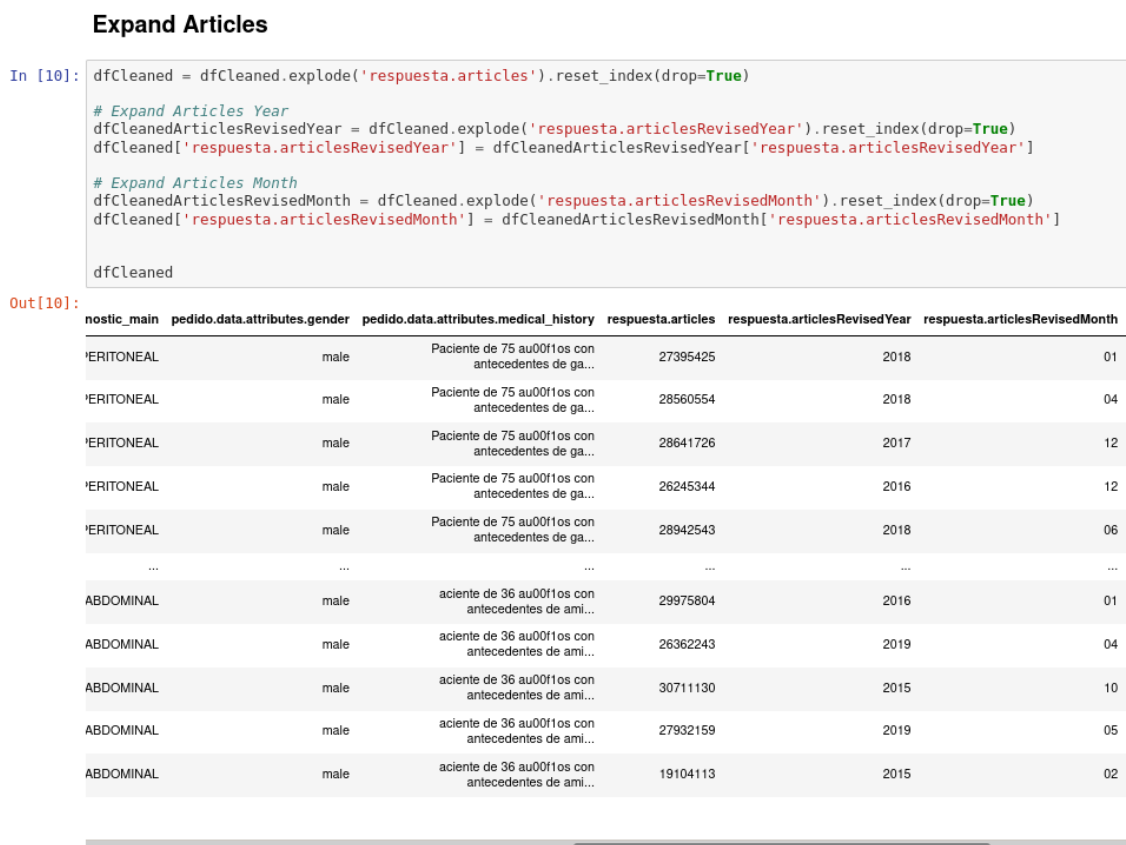 Expand Articles
In [10]:
dfCleaned = dfCleaned.explode('respuesta.articles').reset_index(drop=True)
# Expand Articles Year
dfCleanedArticlesRevisedYear = dfCleaned.explode('respuesta.articlesRevisedYear').reset_index(drop=True)
dfCleaned['respuesta.articlesRevisedYear'] = dfCleanedArticlesRevisedYear['respuesta.articlesRevisedYear']
# Expand Articles Month
dfCleanedArticlesRevisedMonth = dfCleaned.explode('respuesta.articlesRevisedMonth').reset_index(drop=True)
dfCleaned['respuesta.articlesRevisedMonth'] = dfCleanedArticlesRevisedMonth['respuesta.articlesRevisedMonth']
dfCleaned
Out[10]:
nostic_main pedido.data.attributes.gender pedido.data.attributes.medical_history respuesta.articles respuesta.articlesRevisedYear respuesta.articlesRevisedMonth
PERITONEAL male Paciente de 75 au00f1os con antecedentes de ga... 27395425 2018 01
PERITONEAL male Paciente de 75 au00f1os con antecedentes de ga... 28560554 2018 04
PERITONEAL male Paciente de 75 au00f1os con antecedentes de ga... 28641726 2017 12
PERITONEAL male Paciente de 75 au00f1os con antecedentes de ga... 26245344 2016 12
PERITONEAL male Paciente de 75 au00f1os con antecedentes de ga... 28942543 2018 06
... ... ... ... ... ...
ABDOMINAL male aciente de 36 au00f1os con antecedentes de ami... 29975804 2016 01
ABDOMINAL male aciente de 36 au00f1os con antecedentes de ami... 26362243 2019 04
ABDOMINAL male aciente de 36 au00f1os con antecedentes de ami... 30711130 2015 10
ABDOMINAL male aciente de 36 au00f1os con antecedentes de ami... 27932159 2019 05
ABDOMINAL male aciente de 36 au00f1os con antecedentes de ami... 19104113 2015 02